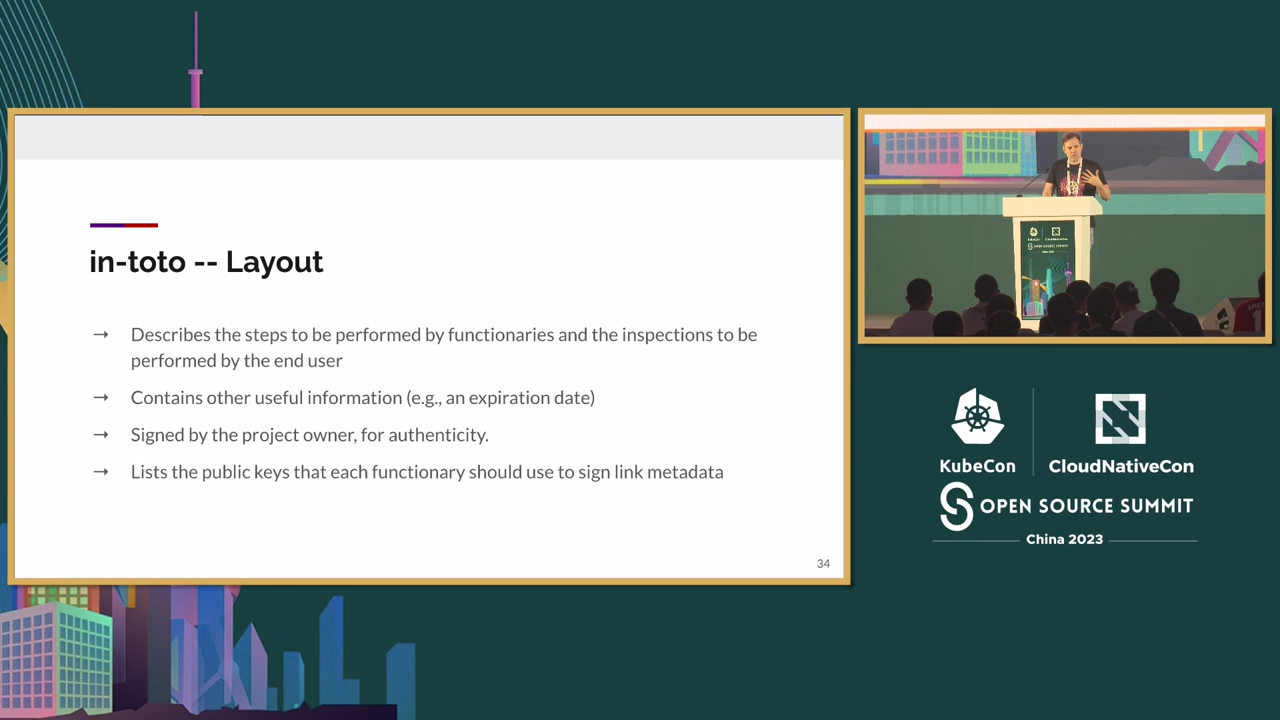 in-toto -- Layout
→ Describes the steps to be performed by functionaries and the inspections to be
performed by the end user
→ Contains other useful information (e.g., an expiration date)
→ Signed by the project owner, for authenticity.
→ Lists the public keys that each functionary should use to sign link metadata
34
KubeCon
CloudNativeCon
OPEN SOURCE SUMMIT
China 2023